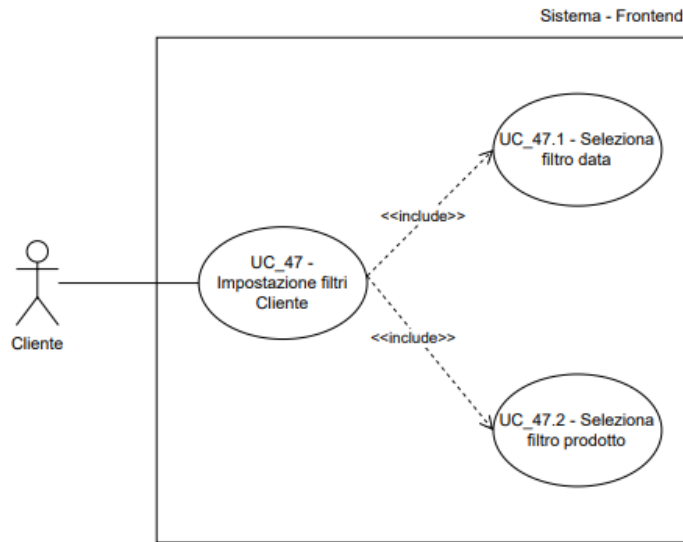 Sistema - Frontend
UC_47.1 - Seleziona
filtro data
<<include>>
UC_47 -
Impostazione filtri
Cliente
<<include>>
Cliente
UC_47.2 - Seleziona
filtro prodotto